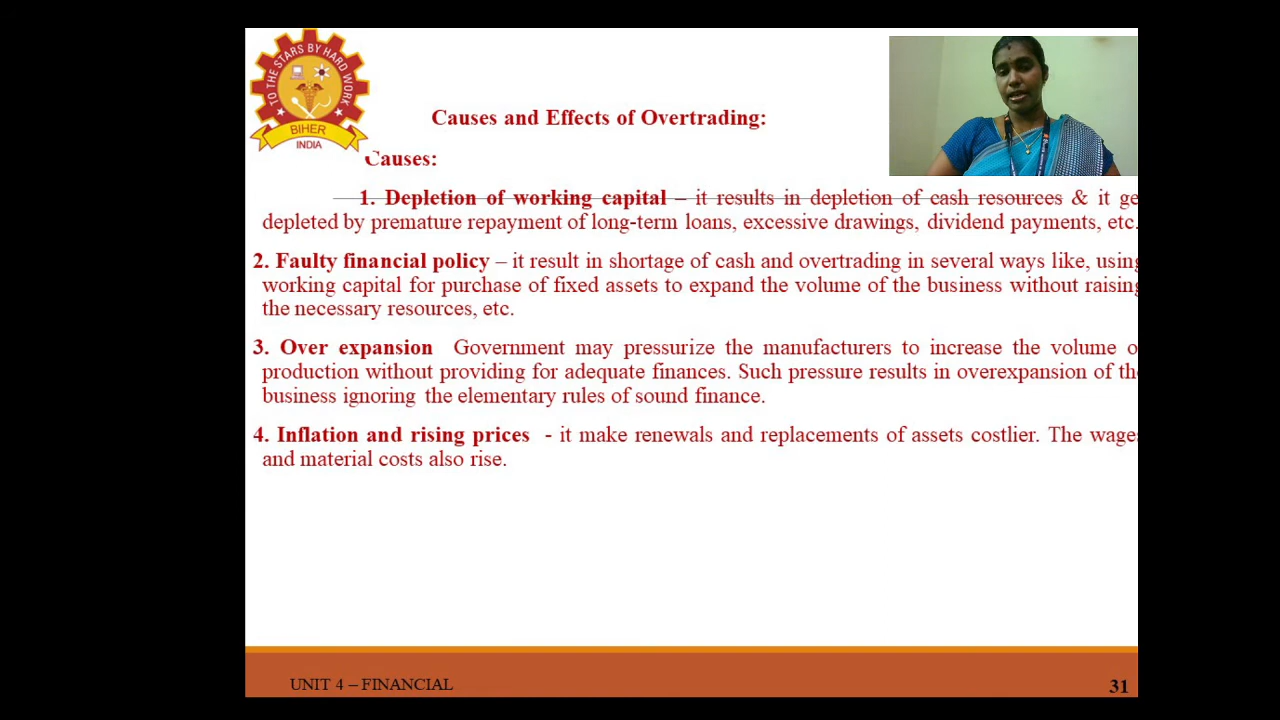 TO THE STARS BY HARD WORK
BIHER
INDIA
Causes and Effects of Overtrading:
Causes:
1. Depletion of working capital – it results in depletion of cash resources & it ge
depleted by premature repayment of long-term loans, excessive drawings, dividend payments, etc.
2. Faulty financial policy – it result in shortage of cash and overtrading in several ways like, using
working capital for purchase of fixed assets to expand the volume of the business without raising
the necessary resources, etc.
3. Over expansion Government may pressurize the manufacturers to increase the volume o
production without providing for adequate finances. Such pressure results in overexpansion of the
business ignoring the elementary rules of sound finance.
4. Inflation and rising prices - it make renewals and replacements of assets costlier. The wages
and material costs also rise.
UNIT 4 – FINANCIAL
31